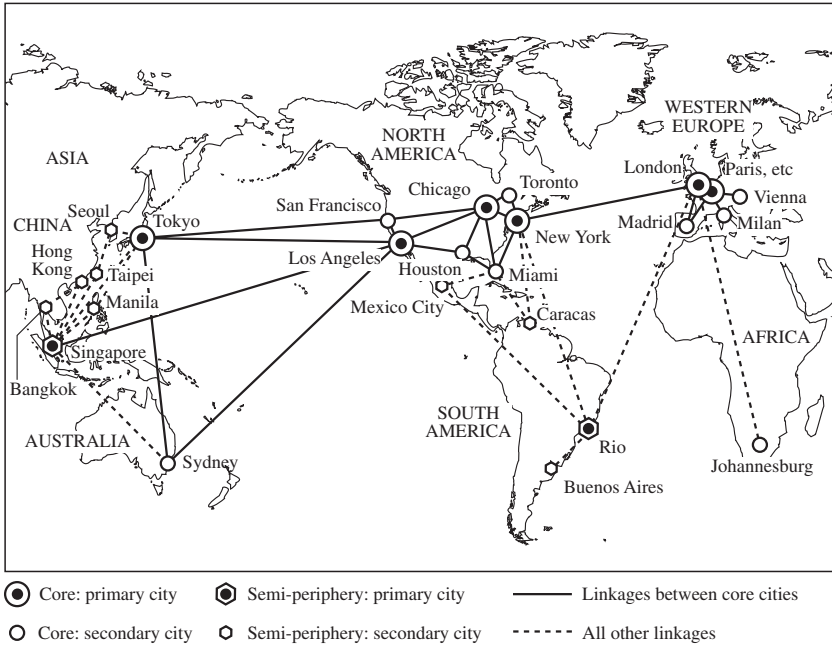 WESTERN
EUROPE
NORTH
AMERICA
ASIA
London
Paris, etc
Toronto
Chicago
Vienna
San Francisco
Seoul
Tokyo
CHINA
Madrid
Milan
New York
Hong
Kong
Los Angeles
Houston
Taipei
Miami
Manila
Mexico City
Caracas
AFRICA
Singapore
Bangkok
SOUTH
AMERICA
AUSTRALIA
Rio
Sydney
Johannesburg
Buenos Aires
Core: primary city
Semi-periphery: primary city
Linkages between core cities
Core: secondary city
Semi-periphery: secondary city
All other linkages